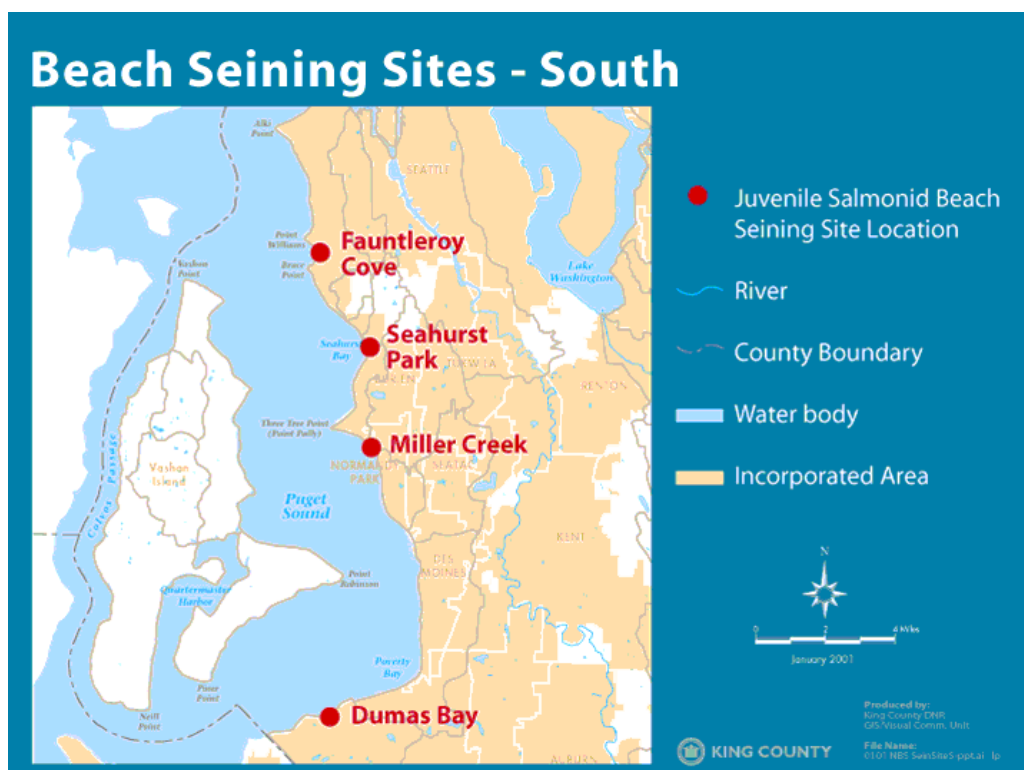 Beach Seining Sites - South
Alki
Point
SEATTLE
Point
Williams
Fauntleroy
Cove
Brace
Point
Vashon
Point
Lake
Washington
Seahurst
Park
Seahurst
Bay
TUKWILA
BURIEN
RENTON
Three Tree Point
(Point Pully)
Miller Creek
NORMANDY
PARK
SEATAC
Vashon
Island
Colvos Passage
Puget
Sound
KENT
DES
MOINES
Point
Robinson
Quartermaster
Harbor
Poverty
Bay
Piner
Point
Neill
Point
Dumas Bay
AUBURN
Juvenile Salmonid Beach
Seining Site Location
River
County Boundary
Water body
Incorporated Area
N
0 2 4 Miles
January 2001
Produced by:
King County DNR
GIS/Visual Comm. Unit
File Name:
KING COUNTY